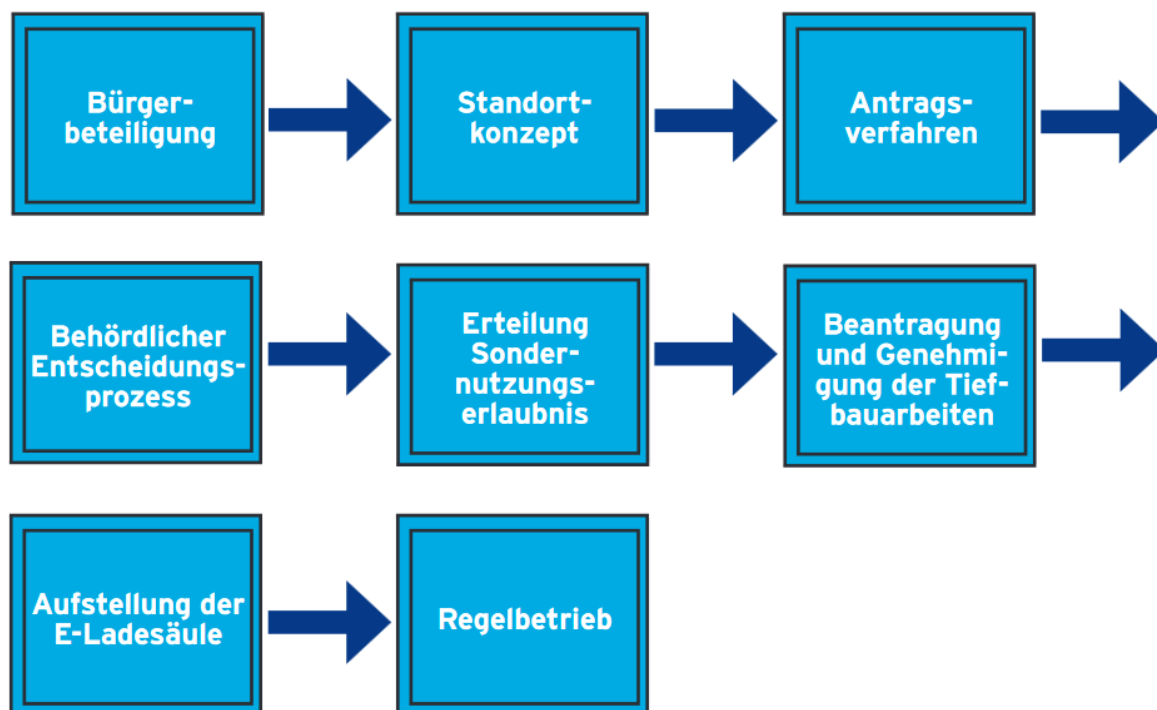 Bürger-
beteiligung
Standort-
konzept
Antrags-
verfahren
Behördlicher
Entscheidungs-
prozess
Erteilung
Sonder-
nutzungs-
erlaubnis
Beantragung
und Genehmi-
gung der Tief-
bauarbeiten
Aufstellung der
E-Ladesäule
Regelbetrieb